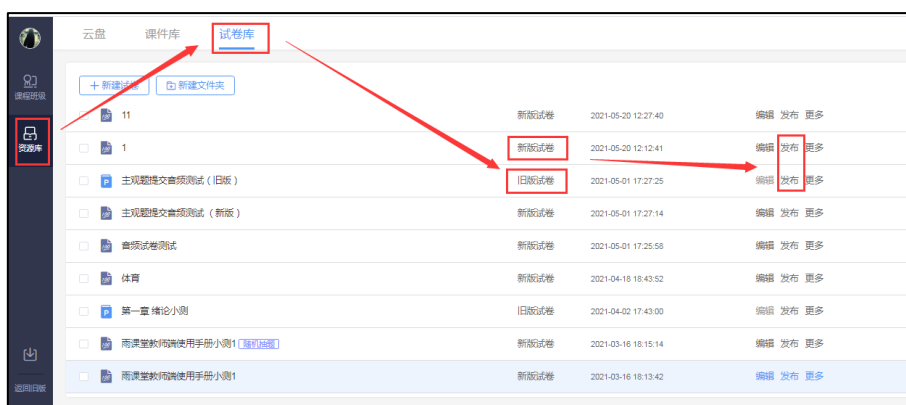 云盘 课件库 试卷库
课程班级
资源库
返回旧版
+ 新建试卷 新建文件夹
11 新版试卷 2021-05-20 12:27:40 编辑 发布 更多
1 新版试卷 2021-05-20 12:12:41 编辑 发布 更多
主观题提交音频测试(旧版) 旧版试卷 2021-05-01 17:27:25 编辑 发布 更多
主观题提交音频测试 (新版) 新版试卷 2021-05-01 17:27:14 编辑 发布 更多
音频试卷测试 新版试卷 2021-05-01 17:25:58 编辑 发布 更多
体育 新版试卷 2021-04-18 18:43:52 编辑 发布 更多
第一章 绪论小测 旧版试卷 2021-04-02 17:43:00 编辑 发布 更多
雨课堂教师端使用手册小测1 随机抽题 新版试卷 2021-03-16 18:15:14 编辑 发布 更多
雨课堂教师端使用手册小测1 新版试卷 2021-03-16 18:13:42 编辑 发布 更多